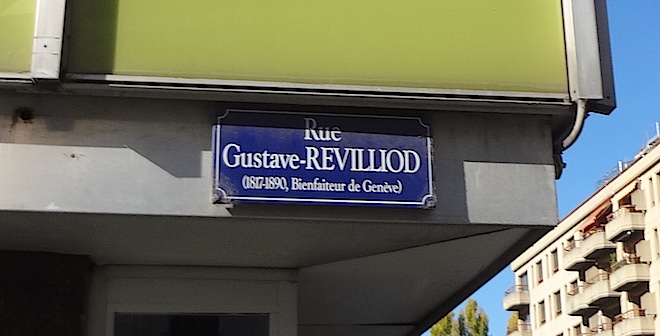 Rue
Gustave-REVILLIOD
(1817-1890, Bienfaiteur de Genève)